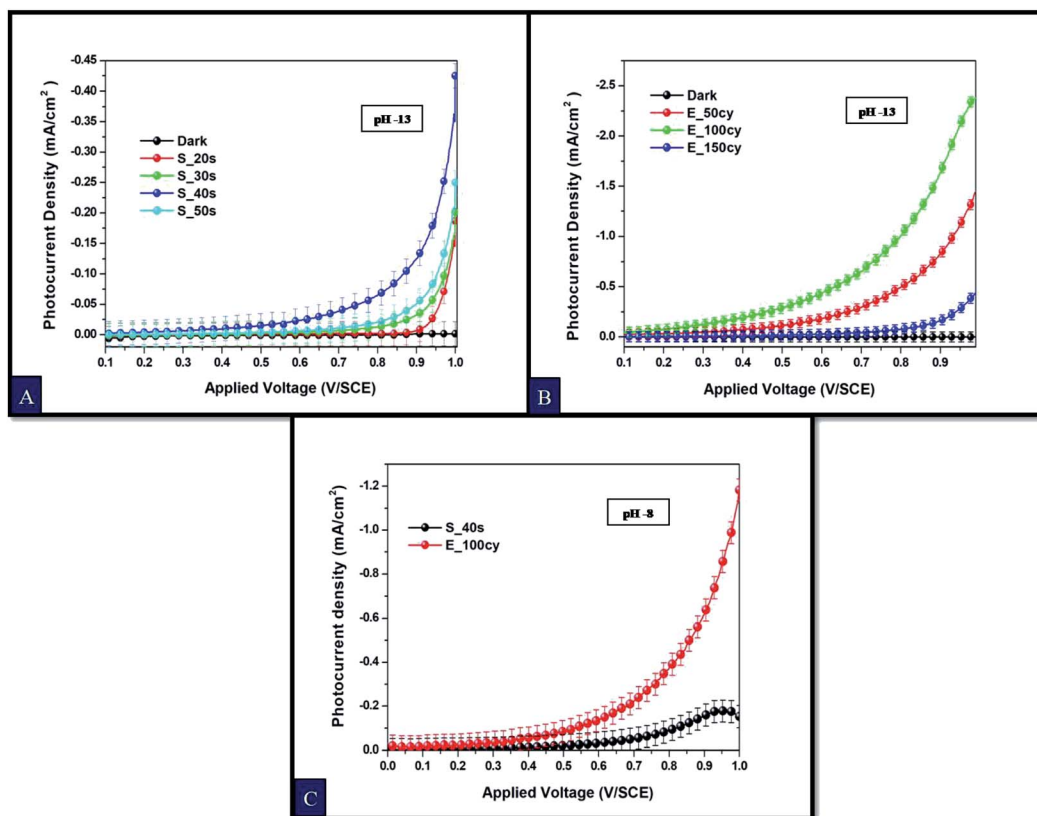 -0.45
-0.40
-0.35
-0.30
-0.25
-0.20
-0.15
-0.10
-0.05
0.00
Photocurrent Density (mA/cm²)
pH -13
Dark
S_20s
S_30s
S_40s
S_50s
0.1 0.2 0.3 0.4 0.5 0.6 0.7 0.8 0.9 1.0
Applied Voltage (V/SCE)
A
-2.5
-2.0
-1.5
-1.0
-0.5
0.0
Photocurrent Density (mA/cm²)
pH -13
Dark
E_50cy
E_100cy
E_150cy
0.1 0.2 0.3 0.4 0.5 0.6 0.7 0.8 0.9
Applied Voltage (V/SCE)
B
-1.2
-1.0
-0.8
-0.6
-0.4
-0.2
0.0
Photocurrent density (mA/cm²)
pH -8
S_40s
E_100cy
0.0 0.1 0.2 0.3 0.4 0.5 0.6 0.7 0.8 0.9 1.0
Applied Voltage (V/SCE)
C